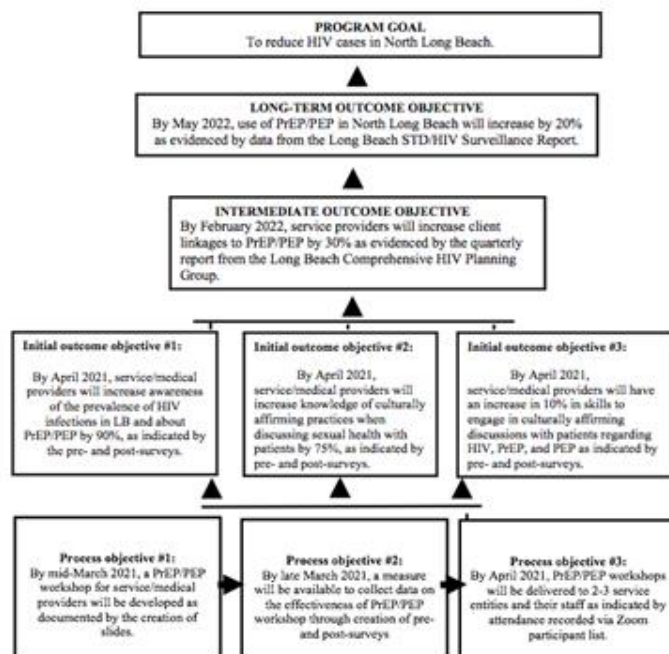 PROGRAM GOAL
To reduce HIV cases in North Long Beach.
LONG-TERM OUTCOME OBJECTIVE
By May 2022, use of PrEP/PEP in North Long Beach will increase by 20%
as evidenced by data from the Long Beach STD/HIV Surveillance Report.
INTERMEDIATE OUTCOME OBJECTIVE
By February 2022, service providers will increase client
linkages to PrEP/PEP by 30% as evidenced by the quarterly
report from the Long Beach Comprehensive HIV Planning
Group.
Initial outcome objective #1:
By April 2021, service/medical
providers will increase awareness
of the prevalence of HIV
infections in LB and about
PrEP/PEP by 90%, as indicated by
the pre- and post-surveys.
Initial outcome objective #2:
By April 2021,
service/medical providers will
increase knowledge of culturally
affirming practices when
discussing sexual health with
patients by 75%, as indicated by
pre- and post-surveys.
Initial outcome objective #3:
By April 2021,
service/medical providers will have
an increase in 10% in skills to
engage in culturally affirming
discussions with patients regarding
HIV, PrEP, and PEP as indicated by
pre- and post-surveys.
Process objective #1:
By mid-March 2021, a PrEP/PEP
workshop for service/medical
providers will be developed as
documented by the creation of
slides.
Process objective #2:
By late March 2021, a measure
will be available to collect data on
the effectiveness of PrEP/PEP
workshop through creation of pre-
and post-surveys
Process objective #3:
By April 2021, PrEP/PEP workshops
will be delivered to 2-3 service
entities and their staff as indicated by
attendance recorded via Zoom
participant list.